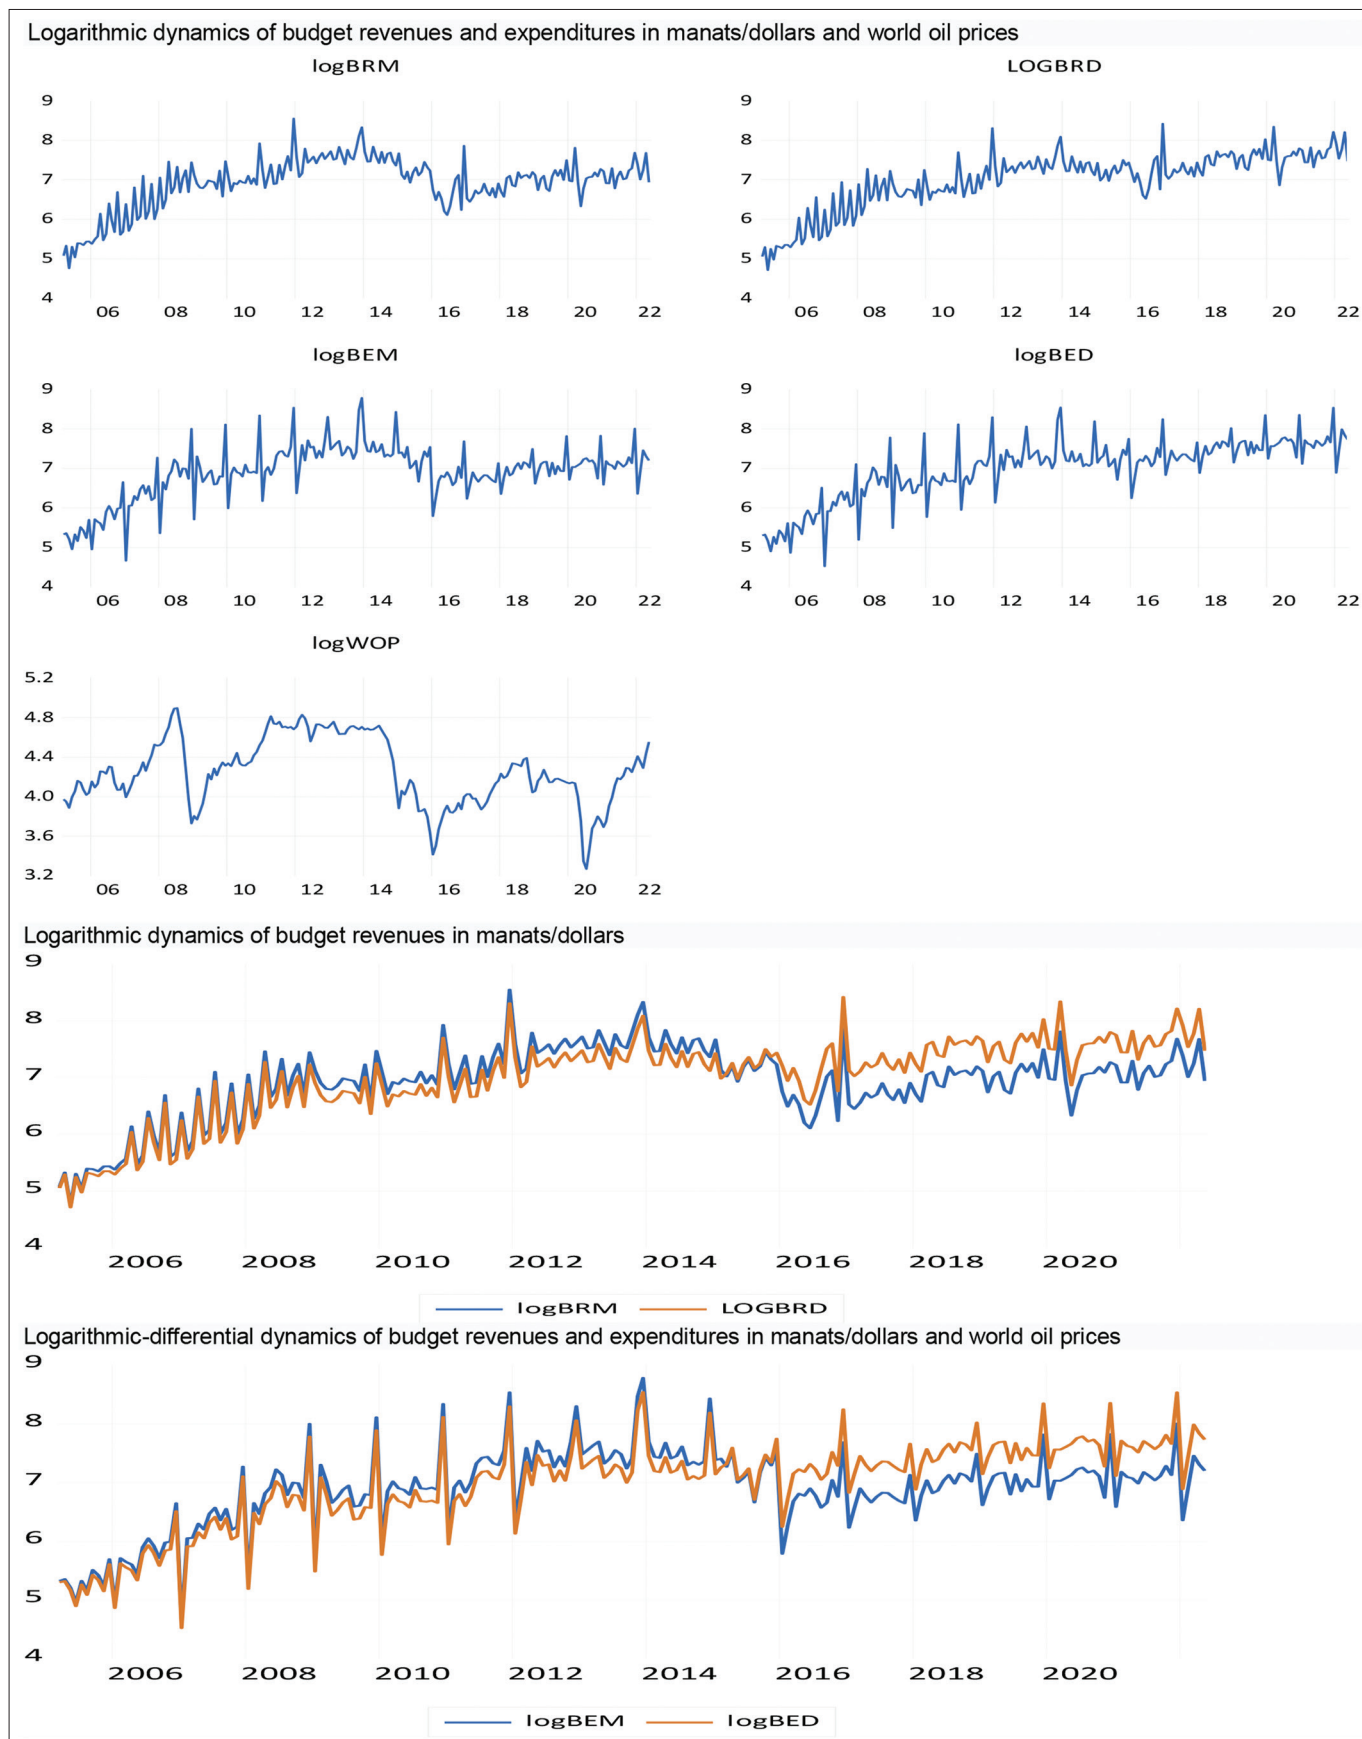 Logarithmic dynamics of budget revenues and expenditures in manats/dollars and world oil prices
logBRM
9
8
7
6
5
4
06 08 10 12 14 16 18 20 22
LOGBRD
9
8
7
6
5
4
06 08 10 12 14 16 18 20 22
logBEM
9
8
7
6
5
4
06 08 10 12 14 16 18 20 22
logBED
9
8
7
6
5
4
06 08 10 12 14 16 18 20 22
logWOP
5.2
4.8
4.4
4.0
3.6
3.2
06 08 10 12 14 16 18 20 22
Logarithmic dynamics of budget revenues in manats/dollars
9
8
7
6
5
4
2006 2008 2010 2012 2014 2016 2018 2020
logBRM LOGBRD
Logarithmic-differential dynamics of budget revenues and expenditures in manats/dollars and world oil prices
9
8
7
6
5
4
2006 2008 2010 2012 2014 2016 2018 2020
logBEM logBED